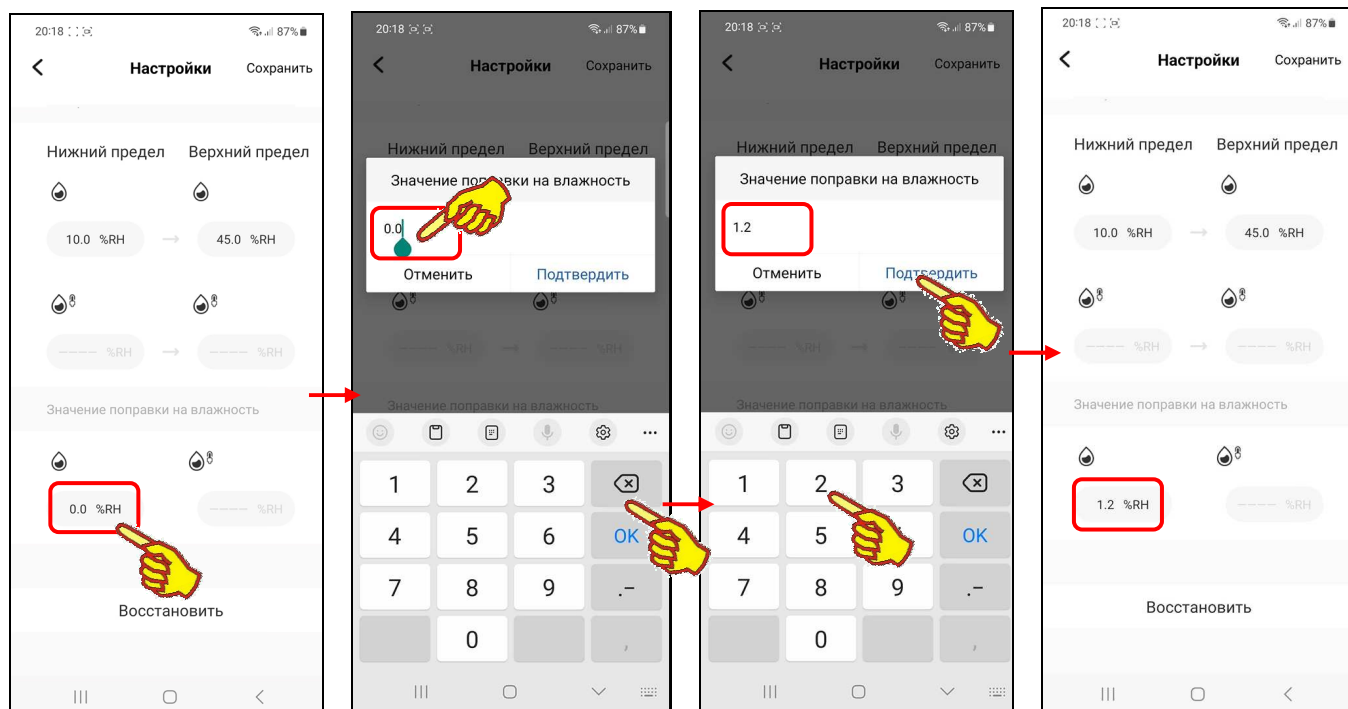 20:18 87%
Настройки Сохранить
Нижний предел Верхний предел
10.0 %RH → 45.0 %RH
---- %RH → ---- %RH
Значение поправки на влажность
0.0 %RH ---- %RH
Восстановить
20:18 87%
Настройки Сохранить
Нижний предел Верхний предел
Значение поправки на влажность
0.0
Отменить Подтвердить
---- %RH → ---- %RH
Значение поправки на влажность
1 2 3
4 5 6 OK
7 8 9 .-
0 ,
20:18 87%
Настройки Сохранить
Нижний предел Верхний предел
Значение поправки на влажность
1.2
Отменить Подтвердить
---- %RH → ---- %RH
Значение поправки на влажность
1 2 3
4 5 OK
7 8 9 .-
0 ,
20:18 87%
Настройки Сохранить
Нижний предел Верхний предел
10.0 %RH → 45.0 %RH
---- %RH → ---- %RH
Значение поправки на влажность
1.2 %RH ---- %RH
Восстановить